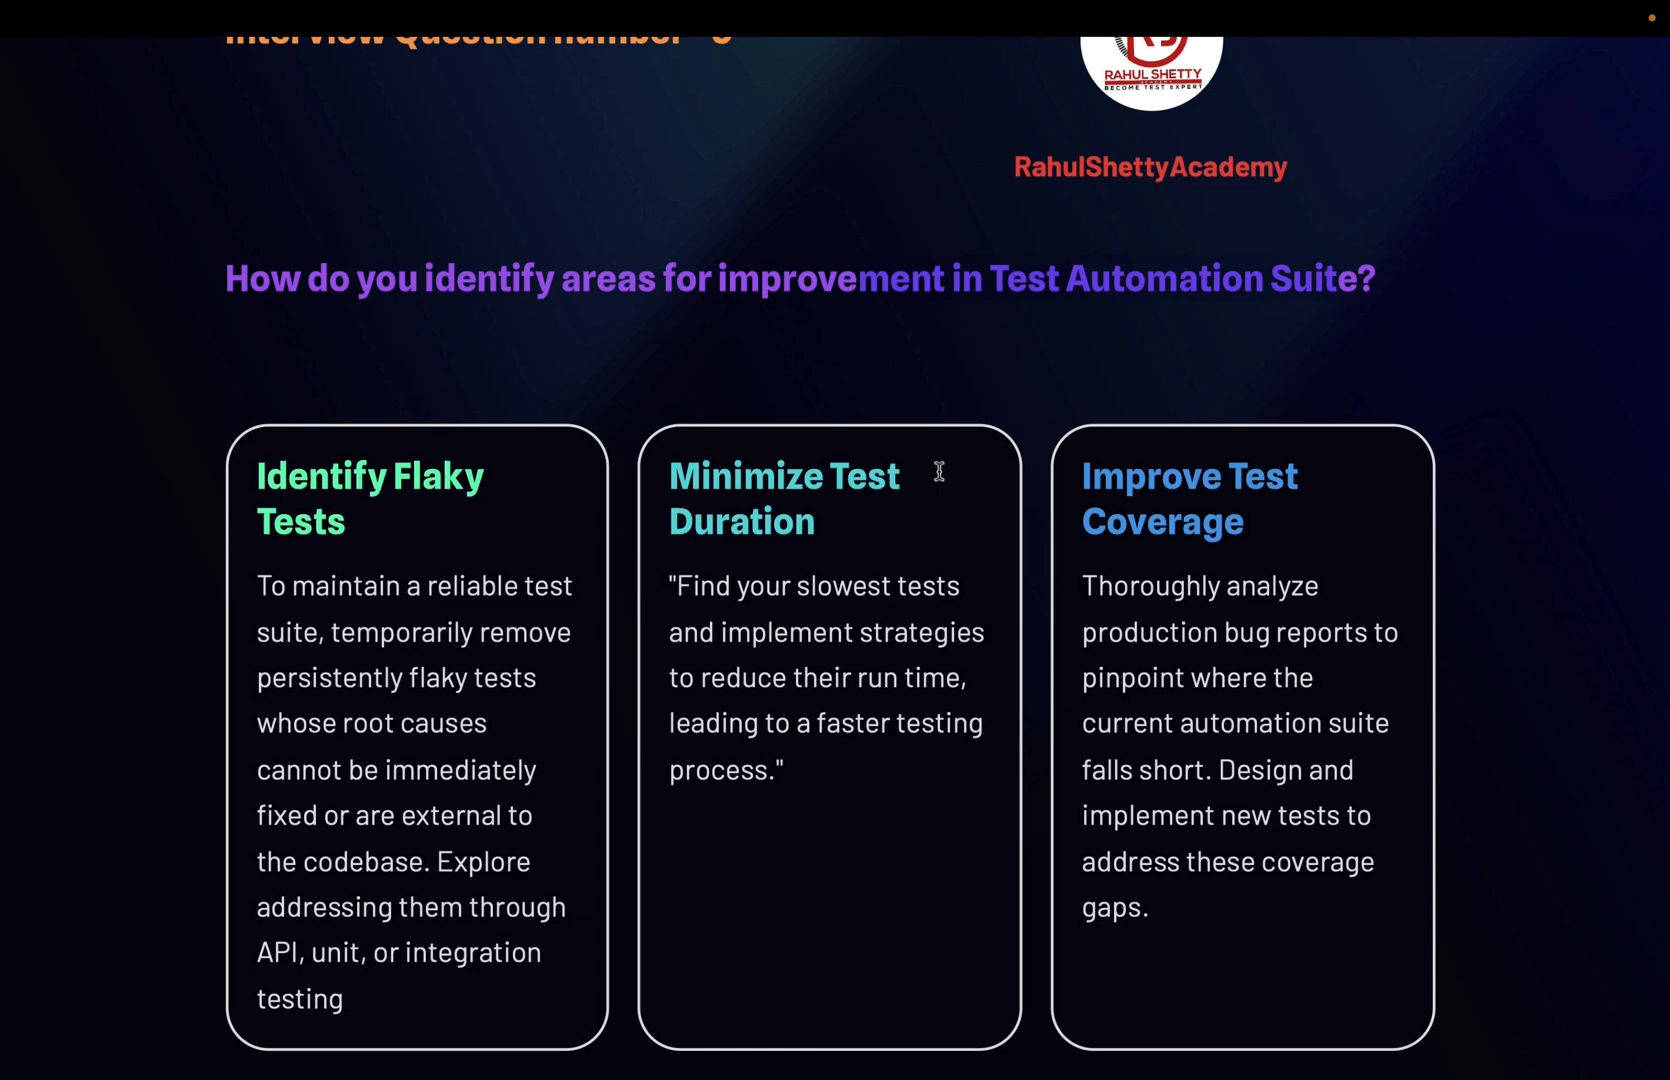 Interview Question number -
RAHUL SHETTY
ACADEMY
BECOME TEST EXPERT
RahulShettyAcademy
How do you identify areas for improvement in Test Automation Suite?
Identify Flaky
Tests
To maintain a reliable test
suite, temporarily remove
persistently flaky tests
whose root causes
cannot be immediately
fixed or are external to
the codebase. Explore
addressing them through
API, unit, or integration
testing
Minimize Test
Duration
"Find your slowest tests
and implement strategies
to reduce their run time,
leading to a faster testing
process."
Improve Test
Coverage
Thoroughly analyze
production bug reports to
pinpoint where the
current automation suite
falls short. Design and
implement new tests to
address these coverage
gaps.